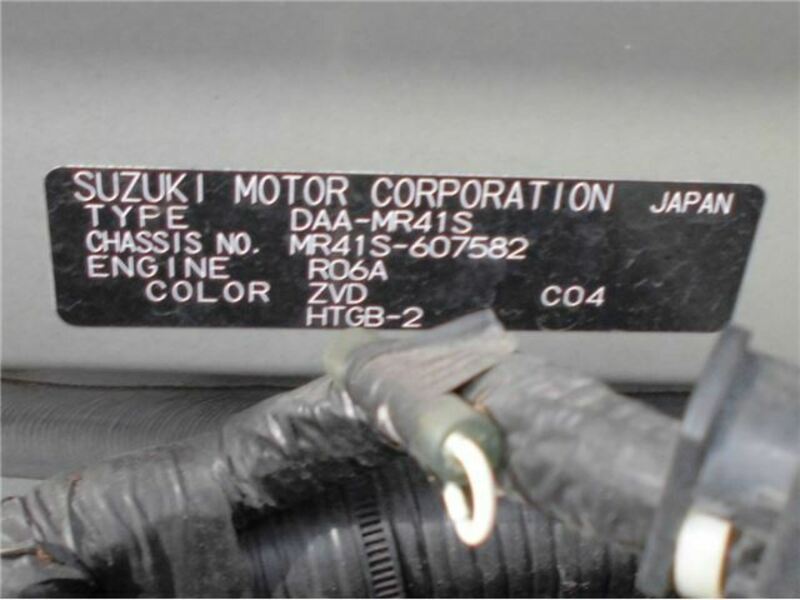 SUZUKI MOTOR CORPORATION JAPAN
TYPE DAA-MR41S
CHASSIS NO. MR41S-607582
ENGINE R06A
COLOR ZVD C04
HTGB-2